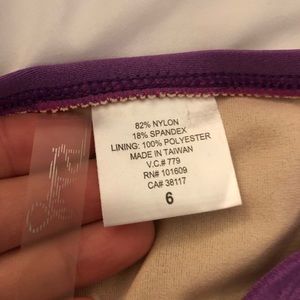 82% NYLON
18% SPANDEX
LINING: 100% POLYESTER
MADE IN TAIWAN
V.C.# 779
RN# 101609
CA# 38117
6